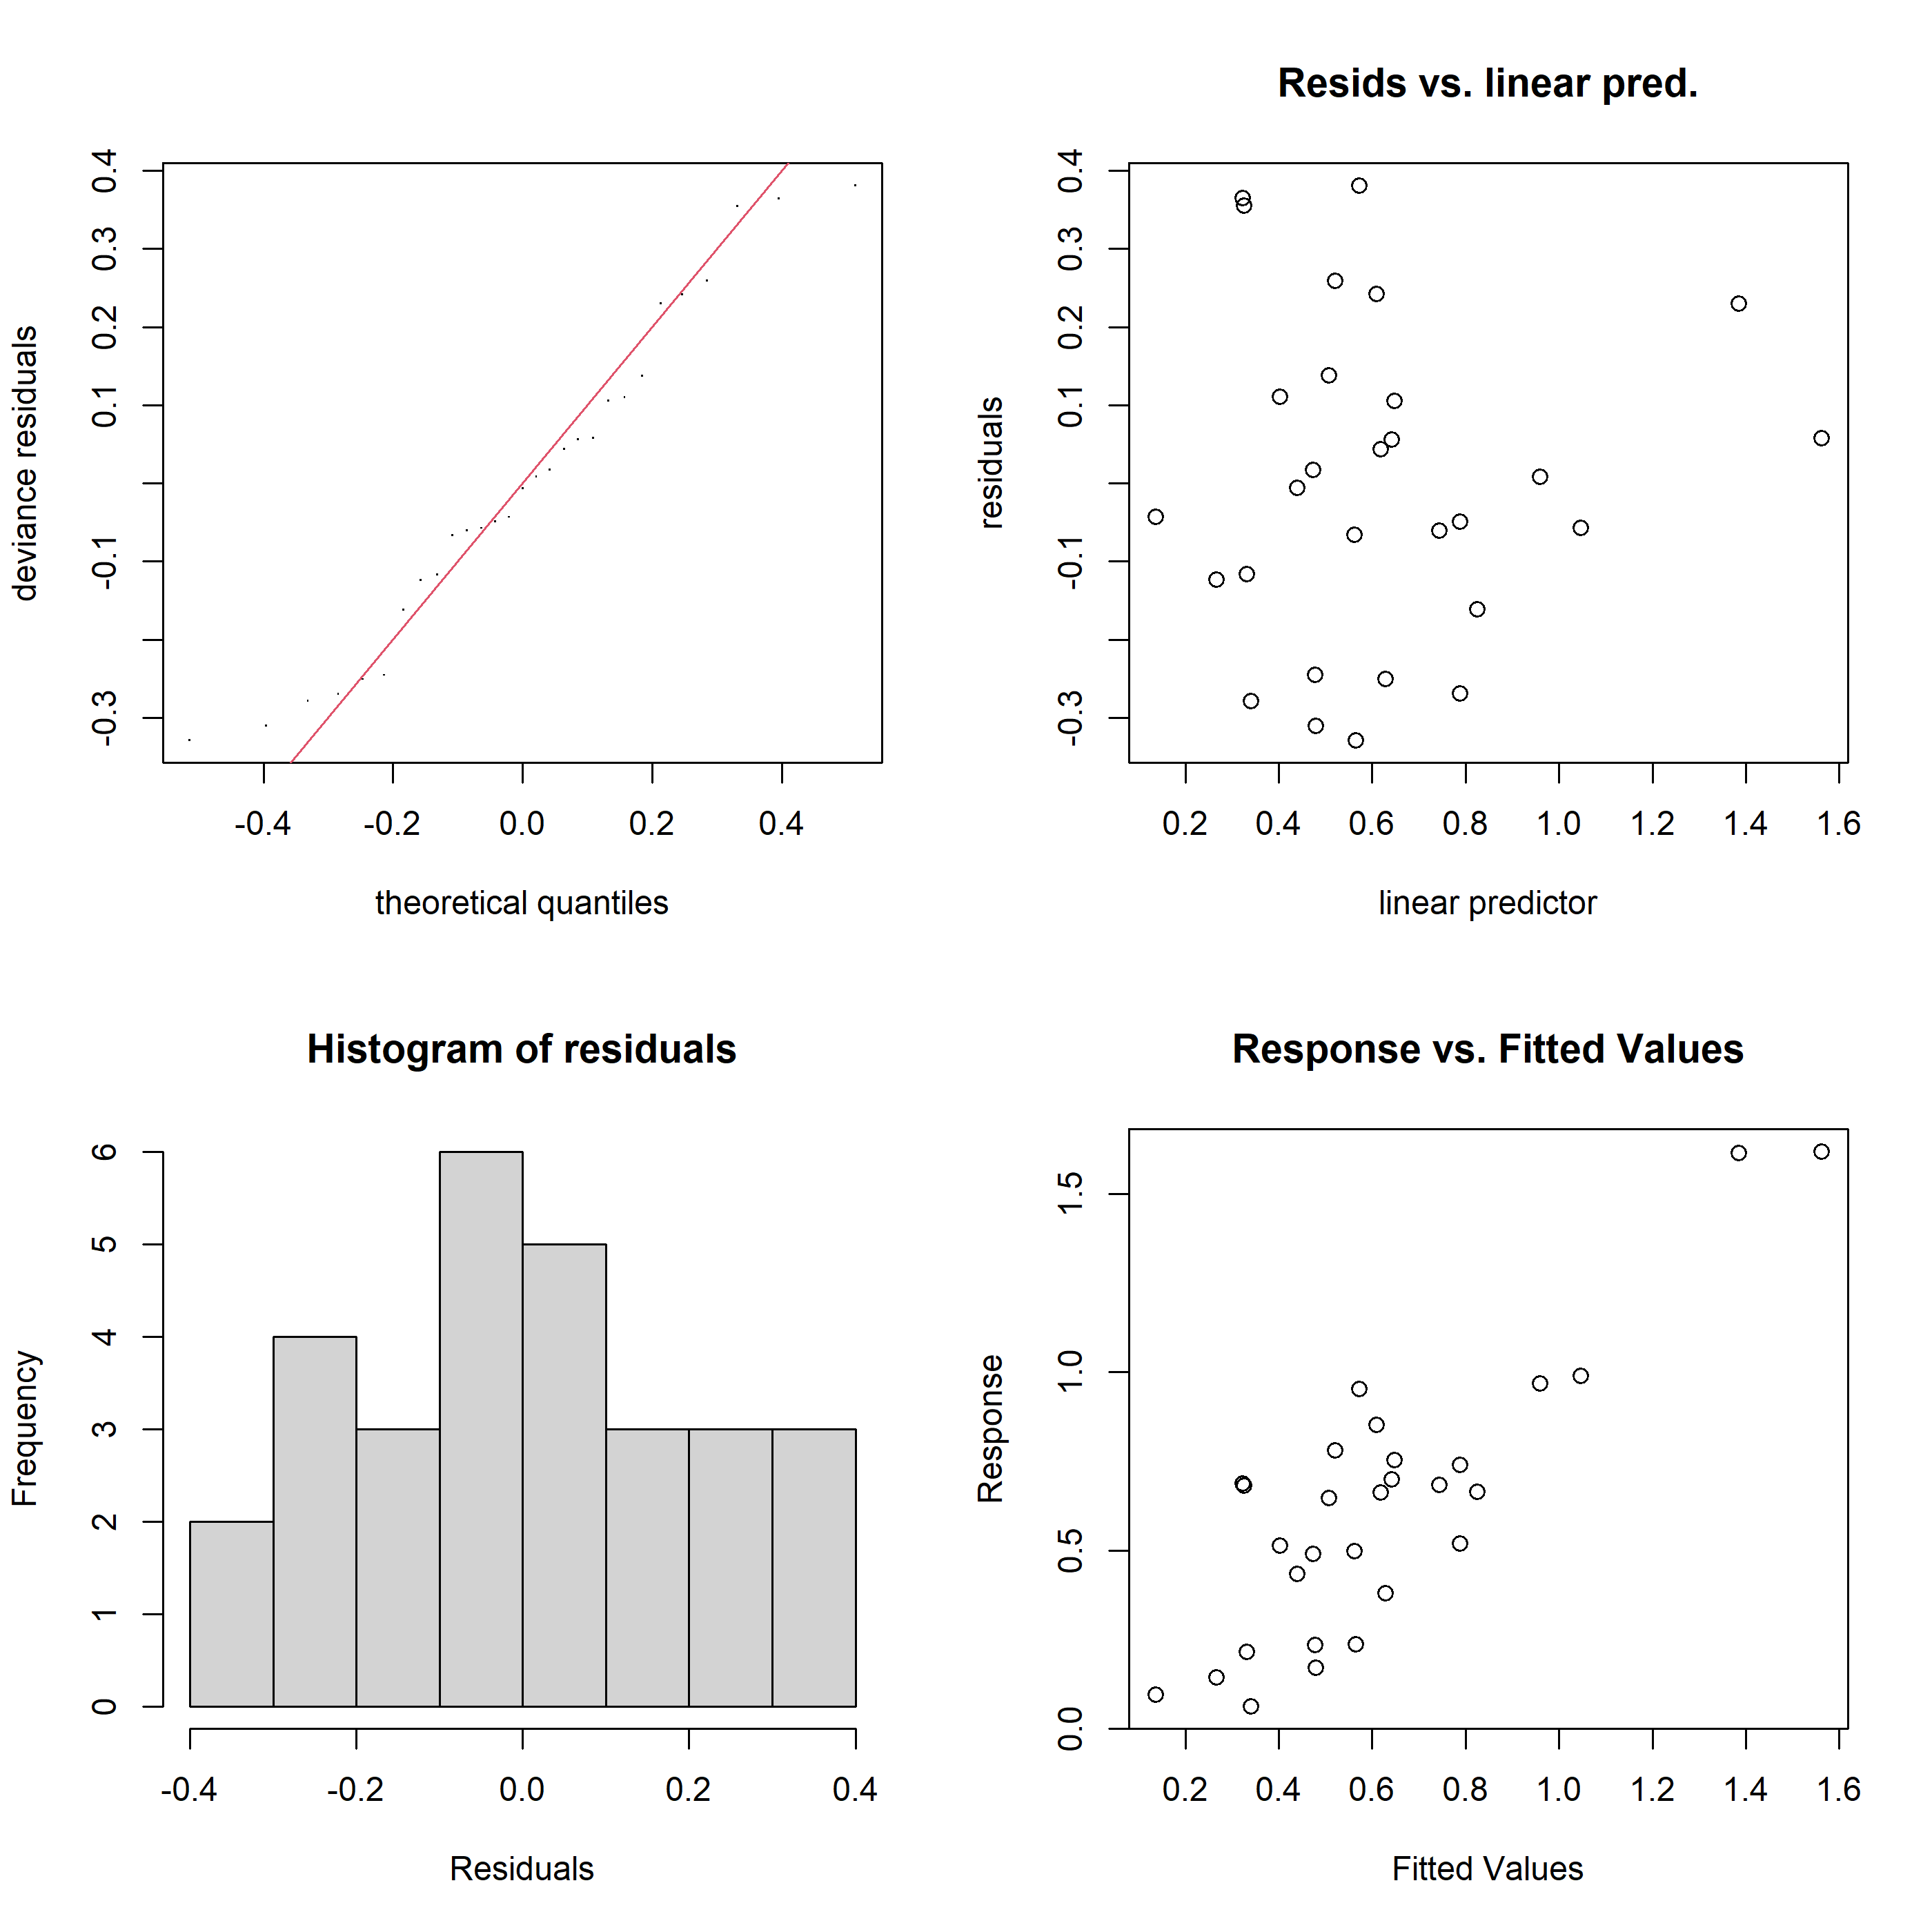 deviance residuals
0.4
0.3
0.2
0.1
-0.1
-0.3
-0.4 -0.2 0.0 0.2 0.4
theoretical quantiles
Resids vs. linear pred.
residuals
0.4
0.3
0.2
0.1
-0.1
-0.3
0.2 0.4 0.6 0.8 1.0 1.2 1.4 1.6
linear predictor
Histogram of residuals
Frequency
6
5
4
3
2
1
0
-0.4 -0.2 0.0 0.2 0.4
Residuals
Response vs. Fitted Values
Response
1.5
1.0
0.5
0.0
0.2 0.4 0.6 0.8 1.0 1.2 1.4 1.6
Fitted Values